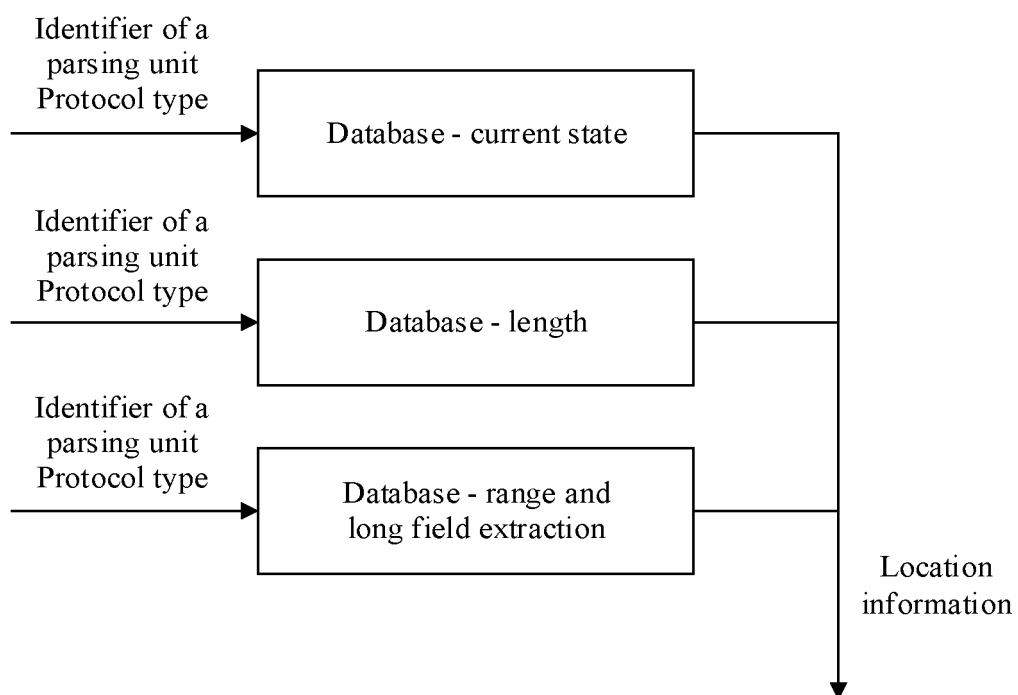 Identifier of a
parsing unit
Protocol type
Database - current state
Identifier of a
parsing unit
Protocol type
Database - length
Identifier of a
parsing unit
Protocol type
Database - range and
long field extraction
Location
information